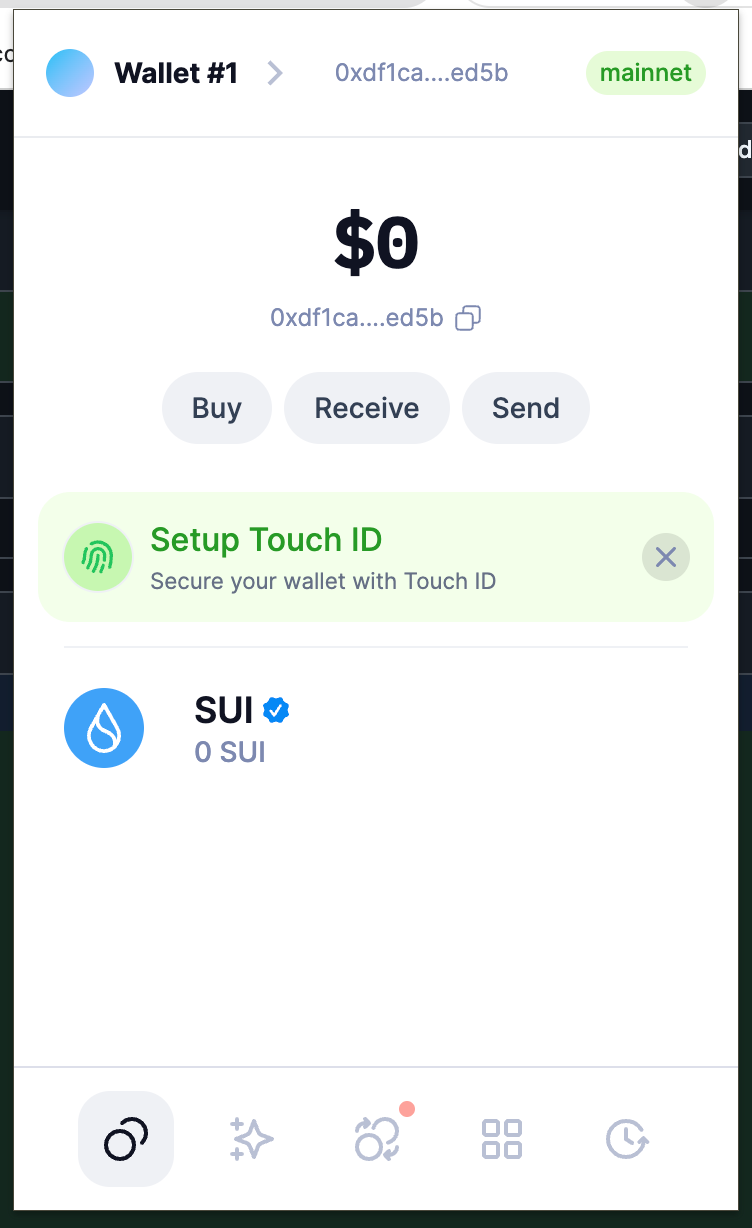 Wallet #1 0xdf1ca....ed5b mainnet
$0
0xdf1ca....ed5b
Buy Receive Send
Setup Touch ID
Secure your wallet with Touch ID
SUI
0 SUI